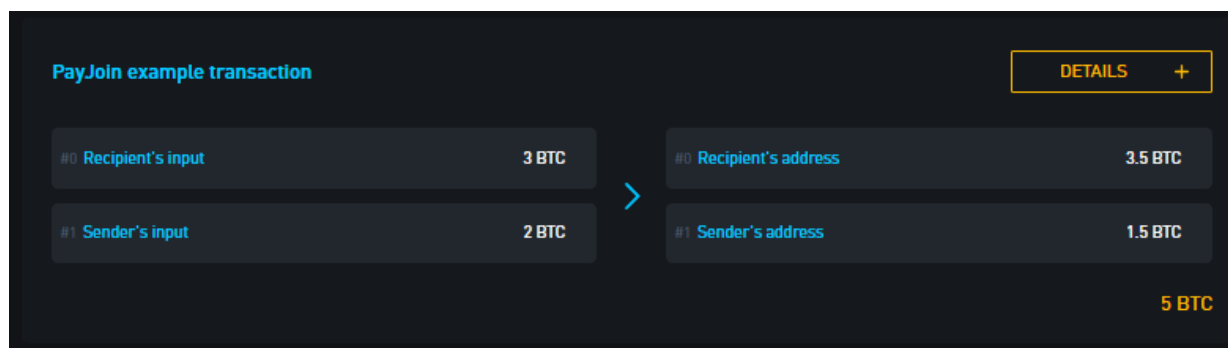 PayJoin example transaction
DETAILS +
#0 Recipient's input 3 BTC
#0 Recipient's address 3.5 BTC
#1 Sender's input 2 BTC
#1 Sender's address 1.5 BTC
5 BTC